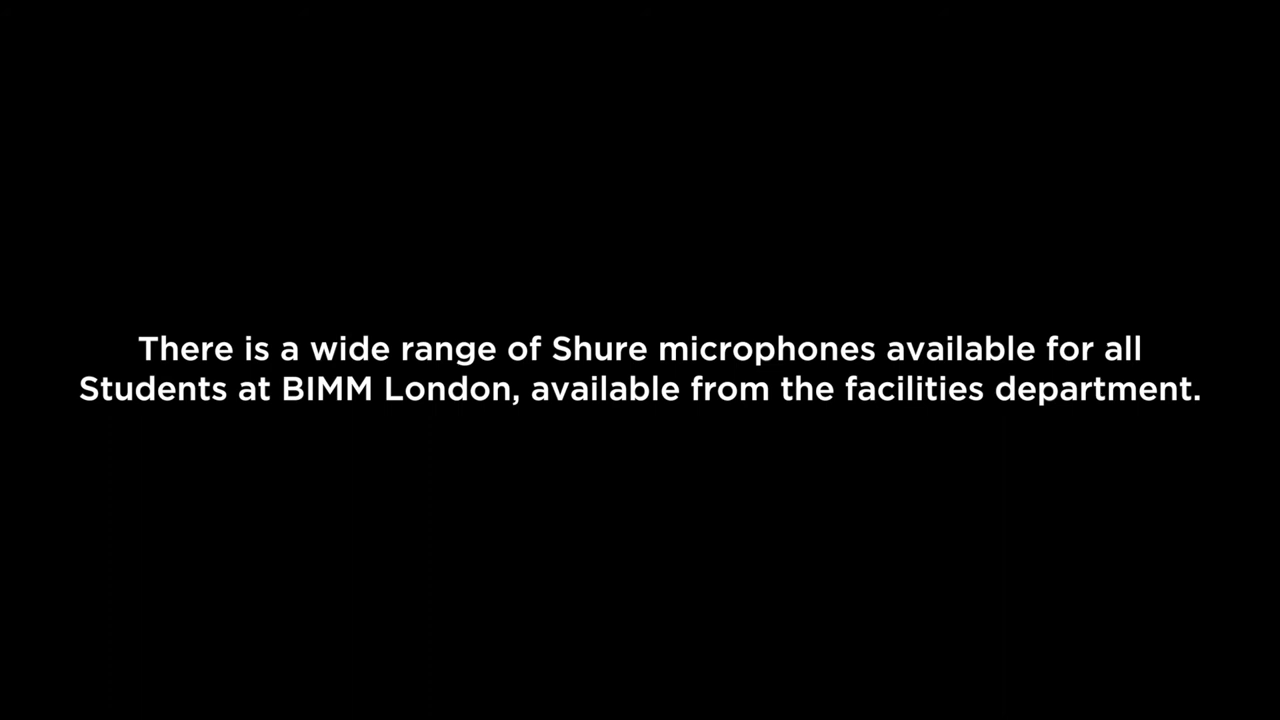 There is a wide range of Shure microphones available for all
Students at BIMM London, available from the facilities department.